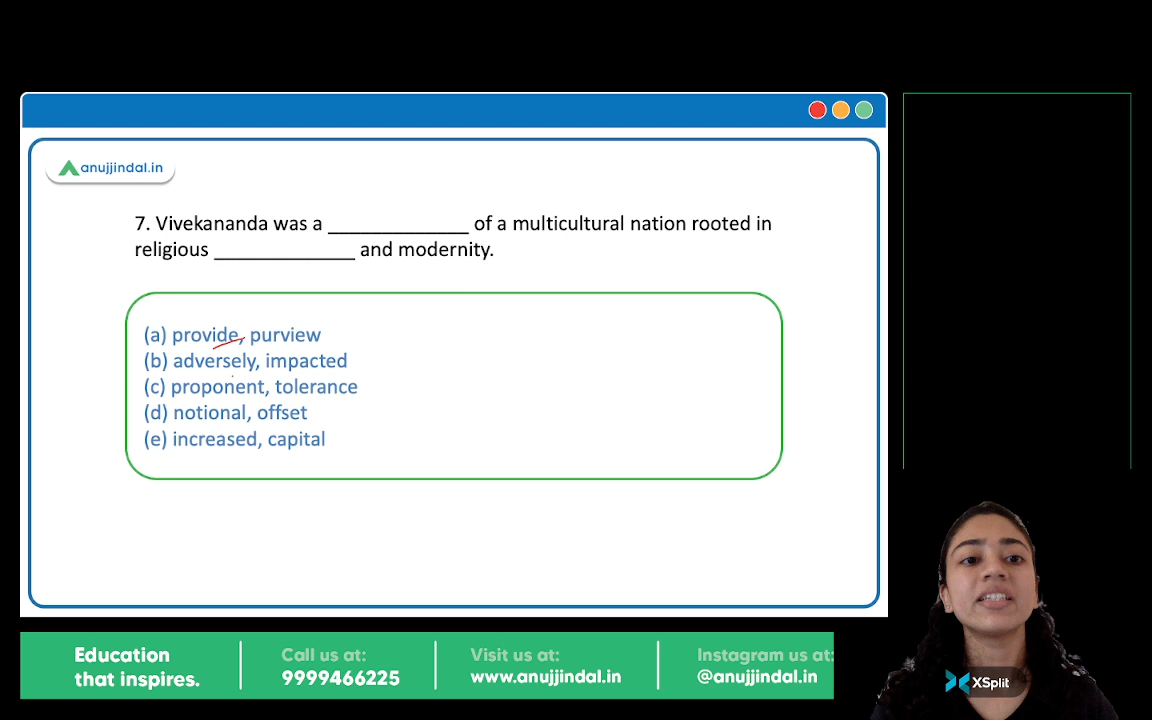 anujjindal.in
7. Vivekananda was a _____________ of a multicultural nation rooted in
religious _____________ and modernity.
(a) provide, purview
(b) adversely, impacted
(c) proponent, tolerance
(d) notional, offset
(e) increased, capital
Education
that inspires.
Call us at:
9999466225
Visit us at:
www.anujjindal.in
Instagram us at:
@anujjindal.in
XSplit